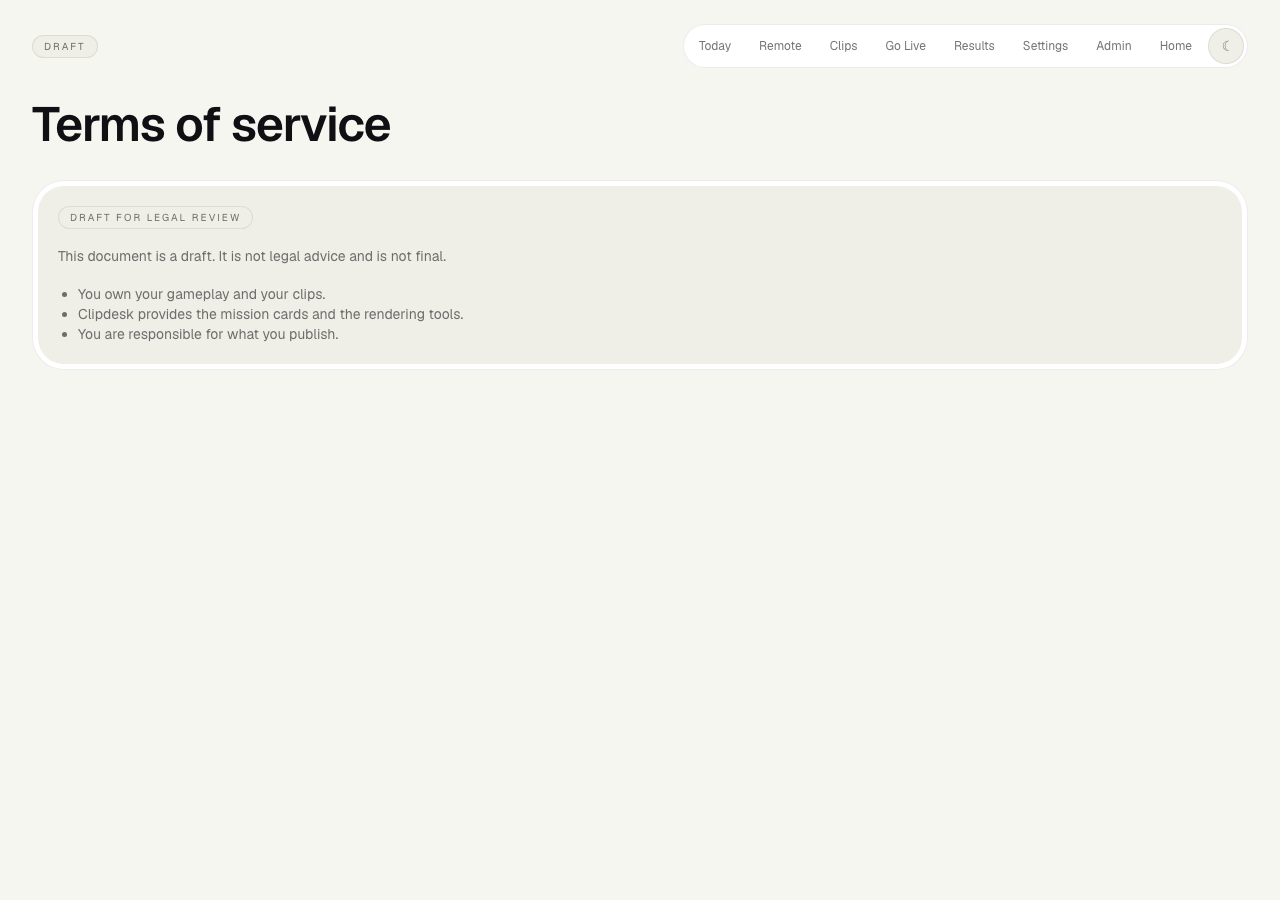 DRAFT
Today Remote Clips Go Live Results Settings Admin Home
Terms of service
DRAFT FOR LEGAL REVIEW
This document is a draft. It is not legal advice and is not final.
You own your gameplay and your clips.
Clipdesk provides the mission cards and the rendering tools.
You are responsible for what you publish.